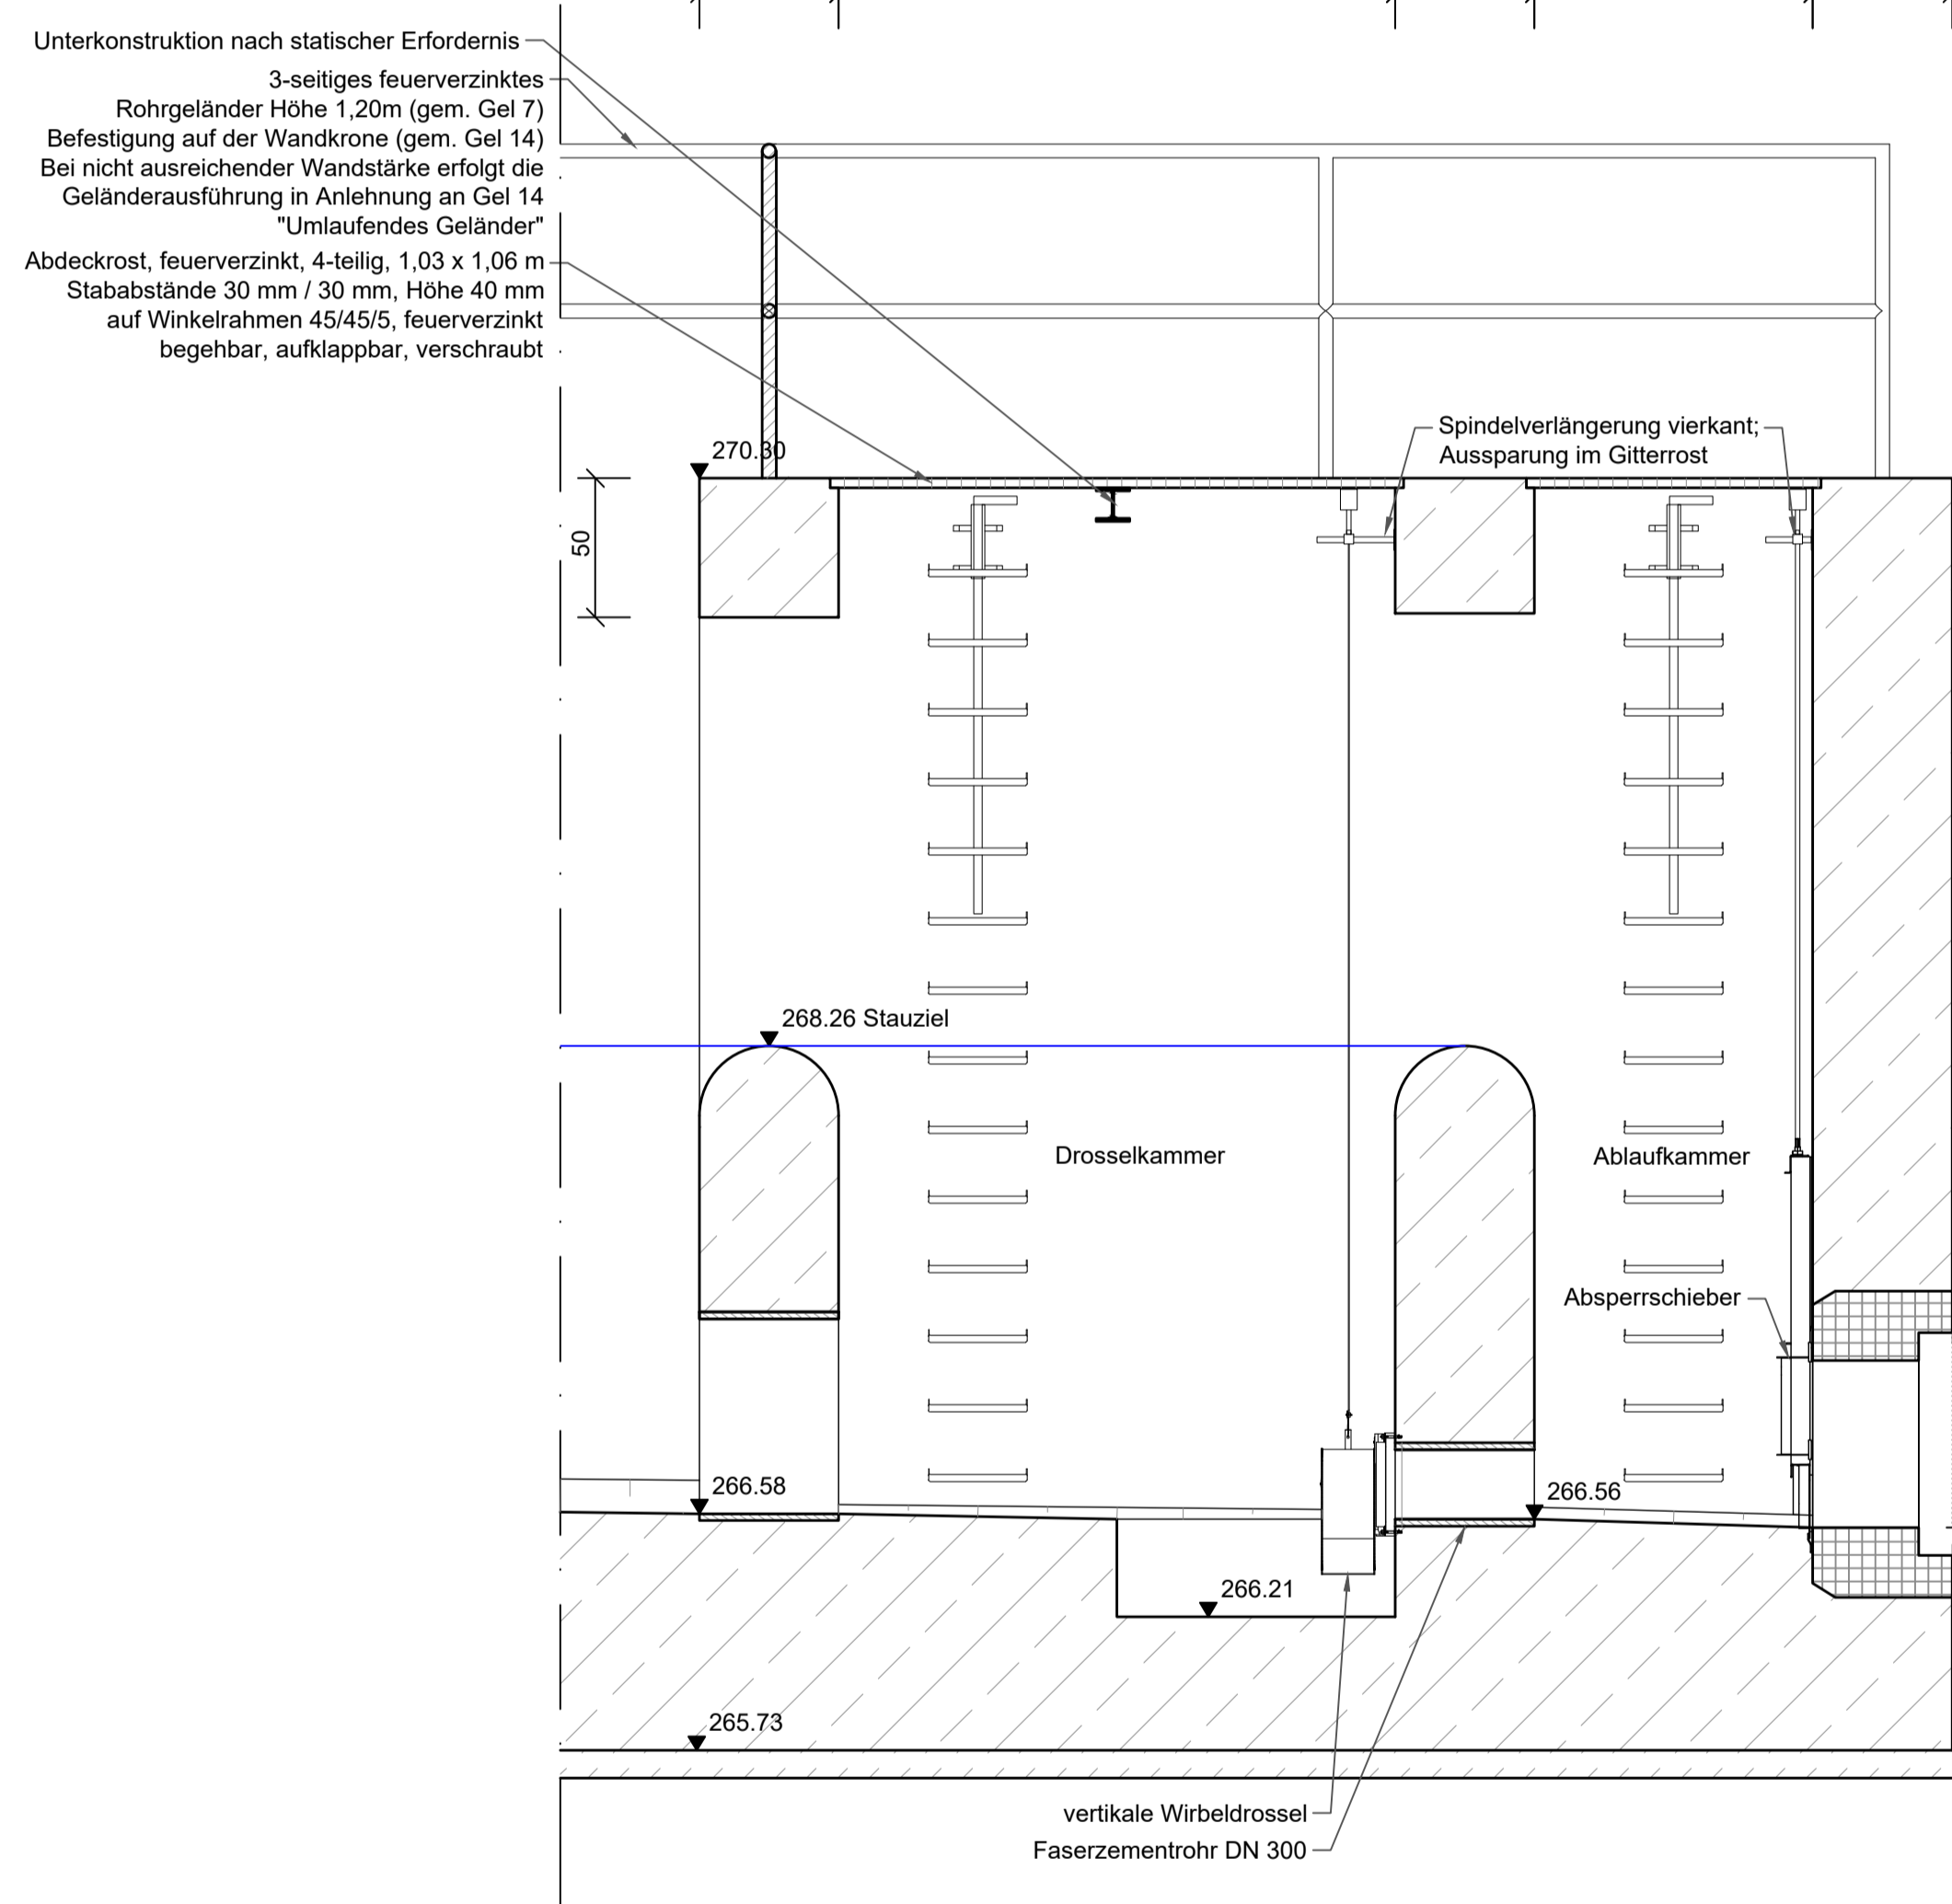 Unterkonstruktion nach statischer Erfordernis
3-seitiges feuerverzinktes
Rohrgeländer Höhe 1,20m (gem. Gel 7)
Befestigung auf der Wandkrone (gem. Gel 14)
Bei nicht ausreichender Wandstärke erfolgt die
Geländerausführung in Anlehnung an Gel 14
"Umlaufendes Geländer"
Abdeckrost, feuerverzinkt, 4-teilig, 1,03 x 1,06 m
Stababstände 30 mm / 30 mm, Höhe 40 mm
auf Winkelrahmen 45/45/5, feuerverzinkt
begehbar, aufklappbar, verschraubt
Spindelverlängerung vierkant;
Aussparung im Gitterrost
270.30
50
268.26 Stauziel
Drosselkammer
Ablaufkammer
Absperrschieber
266.58
266.56
266.21
265.73
vertikale Wirbeldrossel
Faserzementrohr DN 300